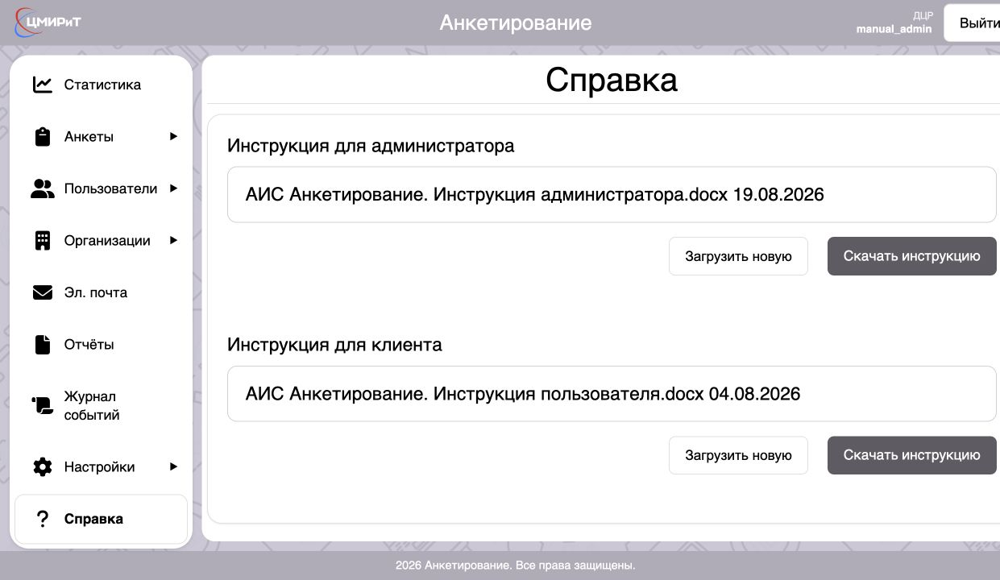 ЦМИРиТ
Анкетирование
ДЦР
manual_admin
Выйти
Статистика
Анкеты
Пользователи
Организации
Эл. почта
Отчёты
Журнал
событий
Настройки
Справка
Справка
Инструкция для администратора
АИС Анкетирование. Инструкция администратора.docx 19.08.2026
Загрузить новую
Скачать инструкцию
Инструкция для клиента
АИС Анкетирование. Инструкция пользователя.docx 04.08.2026
Загрузить новую
Скачать инструкцию
2026 Анкетирование. Все права защищены.